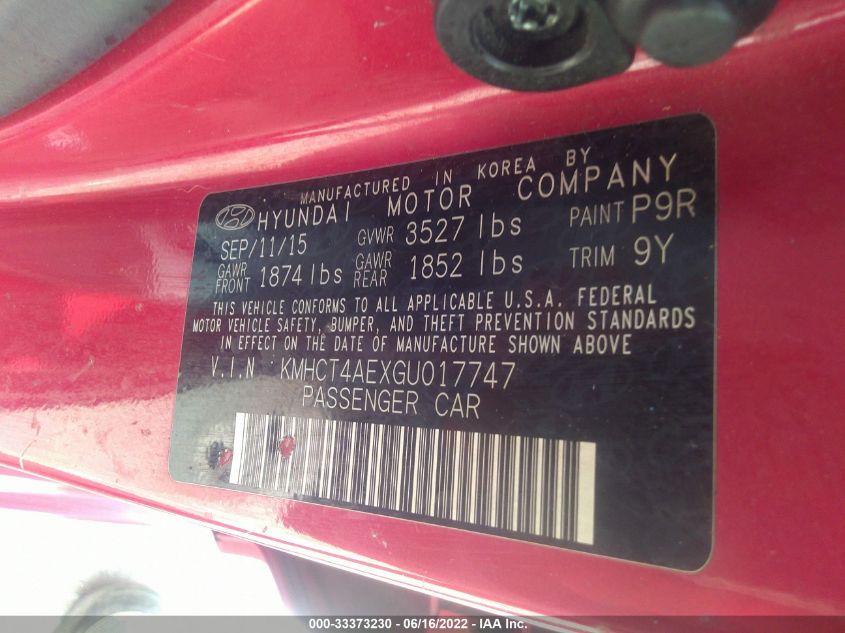 MANUFACTURED IN KOREA BY
HYUNDAI MOTOR COMPANY
SEP/11/15 GVWR 3527 lbs PAINT P9R
GAWR FRONT 1874 lbs GAWR REAR 1852 lbs TRIM 9Y
THIS VEHICLE CONFORMS TO ALL APPLICABLE U.S.A. FEDERAL
MOTOR VEHICLE SAFETY, BUMPER, AND THEFT PREVENTION STANDARDS
IN EFFECT ON THE DATE OF MANUFACTURE SHOWN ABOVE
V.I.N KMHCT4AEXGU017747
PASSENGER CAR
000-33373230 - 06/16/2022 - IAA Inc.